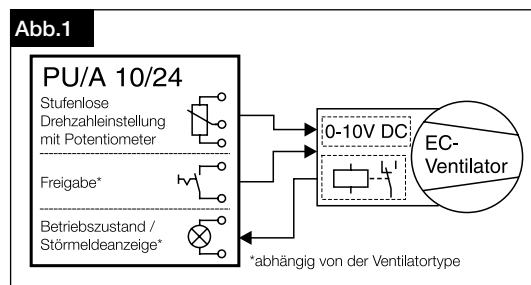 Abb.1
PU/A 10/24
Stufenlose
Drehzahleinstellung
mit Potentiometer
Freigabe*
Betriebszustand /
Störmeldeanzeige*
0-10V DC
EC-
Ventilator
*abhängig von der Ventilatortype